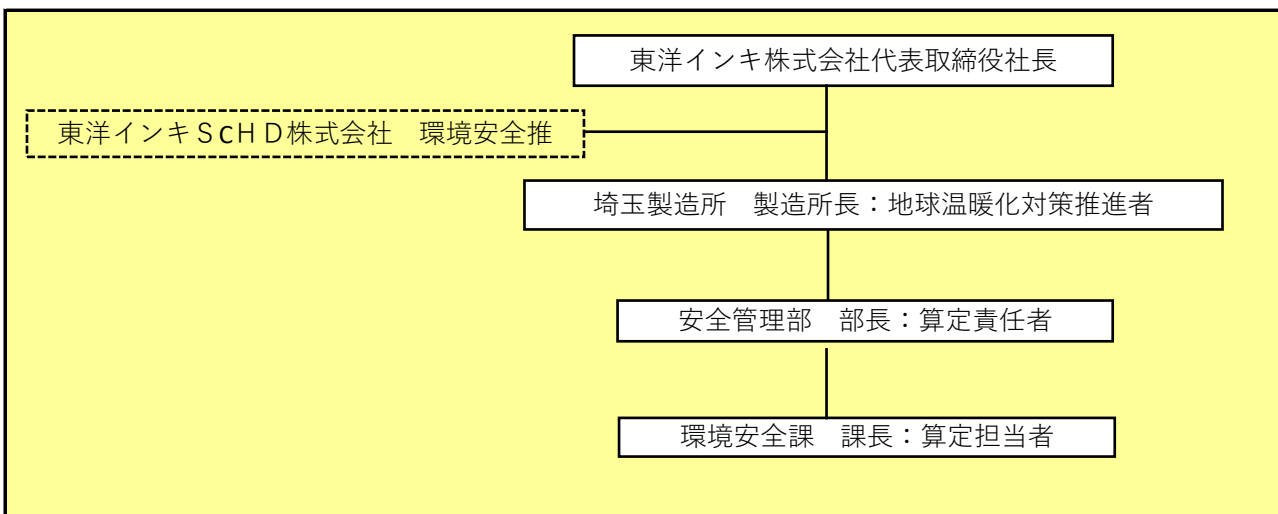 東洋インキ株式会社代表取締役社長
東洋インキＳcＨＤ株式会社　環境安全推
埼玉製造所　製造所長：地球温暖化対策推進者
安全管理部　部長：算定責任者
環境安全課　課長：算定担当者